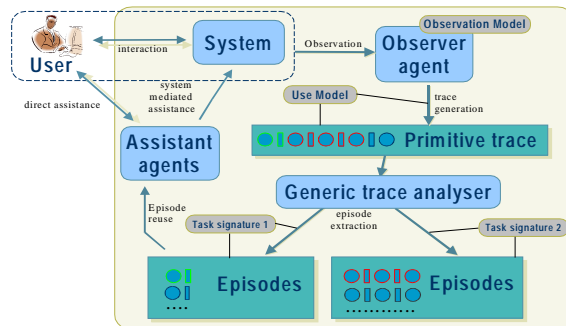 Observation Model
System
Observer
agent
interaction
Observation
User
system
mediated
assistance
direct assistance
Use Model
trace
generation
Assistant
agents
Primitive trace
Generic trace analyser
Episode
reuse
Task signature 1
episode
extraction
Task signature 2
Episodes
....
Episodes
............